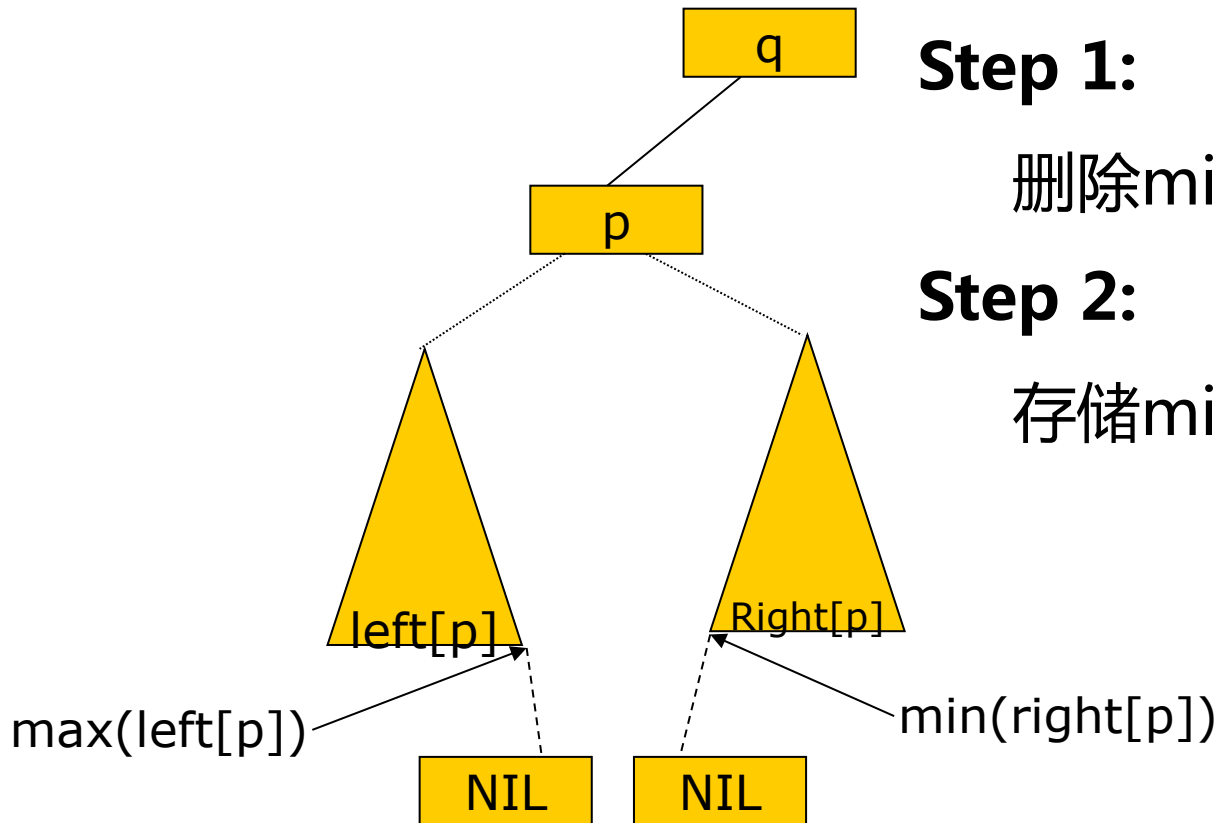 q
Step 1:
删除mi
p
Step 2:
存储mi
left[p]
Right[p]
max(left[p])
min(right[p])
NIL
NIL